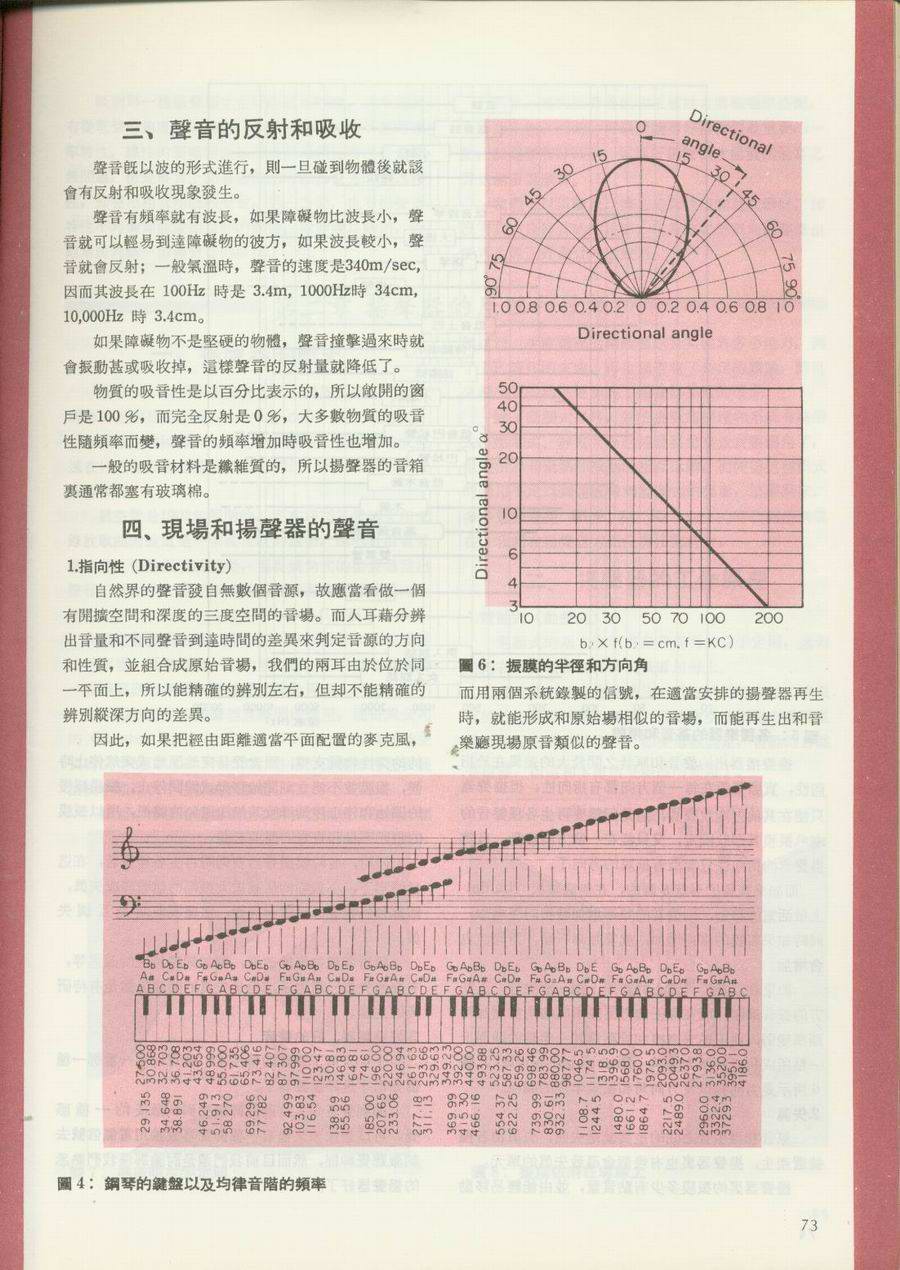 三、聲音的反射和吸收
聲音既以波的形式進行，則一旦碰到物體後就該
會有反射和吸收現象發生。
聲音有頻率就有波長，如果障礙物比波長小，聲
音就可以輕易到達障礙物的彼方，如果波長較小，聲
音就會反射；一般氣溫時，聲音的速度是340m/sec,
因而其波長在 100Hz 時是 3.4m, 1000Hz時 34cm,
10,000Hz 時 3.4cm。
如果障礙物不是堅硬的物體，聲音撞擊過來時就
會振動甚或吸收掉，這樣聲音的反射量就降低了。
物質的吸音性是以百分比表示的，所以敞開的窗
戶是 100 %，而完全反射是 0 %，大多數物質的吸音
性隨頻率而變，聲音的頻率增加時吸音性也增加。
一般的吸音材料是纖維質的，所以揚聲器的音箱
裏通常都塞有玻璃棉。
四、現場和揚聲器的聲音
1.指向性 (Directivity)
自然界的聲音發自無數個音源，故應當看做一個
有開擴空間和深度的三度空間的音場。而人耳藉分辨
出音量和不同聲音到達時間的差異來判定音源的方向
和性質，並組合成原始音場，我們的兩耳由於位於同
一平面上，所以能精確的辨別左右，但却不能精確的
辨別縱深方向的差異。
因此，如果把經由距離適當平面配置的麥克風，
Directional
angle
0
15 15
30 30
45 45
60 60
75 75
90° 90°
1.0 0.8 0.6 0.4 0.2 0 0.2 0.4 0.6 0.8 1.0
Directional angle
Directional angle α°
50
40
30
20
10
6
4
3
10 20 30 50 70 100 200
圖 6： 振膜的半徑和方向角
而用兩個系統錄製的信號，在適當安排的揚聲器再生
時，就能形成和原始場相似的音場，而能再生出和音
樂廳現場原音類似的聲音。
A B C D E F G A B C D E F G A B C D E F G A B C D E F G A B C D E F G A B C D E F G A B C D E F G A B C
27.500 30.868 32.703 36.708 41.203 43.654 48.999 55.000 61.735 65.406 73.416 82.407 87.307 97.999 110.00 123.47 130.81 146.83 164.81 174.61 196.00 220.00 246.94 261.63 293.66 329.63 349.23 392.00 440.00 493.88 523.25 587.33 659.26 698.46 783.99 880.00 987.77 1046.5 1174.5 1318.5 1396.9 1568.0 1760.0 1975.5 2093.0 2349.3 2637.0 2793.8 3136.0 3520.0 3951.1 4186.0
29.135 34.648 38.891 46.249 51.913 58.270 69.296 77.782 92.499 103.83 116.54 138.59 155.56 185.00 207.65 233.06 277.18 311.13 369.99 415.30 466.16 554.37 622.25 739.99 830.61 932.33 1108.7 1244.5 1480.0 1661.2 1864.7 2217.5 2489.0 2960.0 3322.4 3729.3
圖 4： 鋼琴的鍵盤以及均律音階的頻率
73